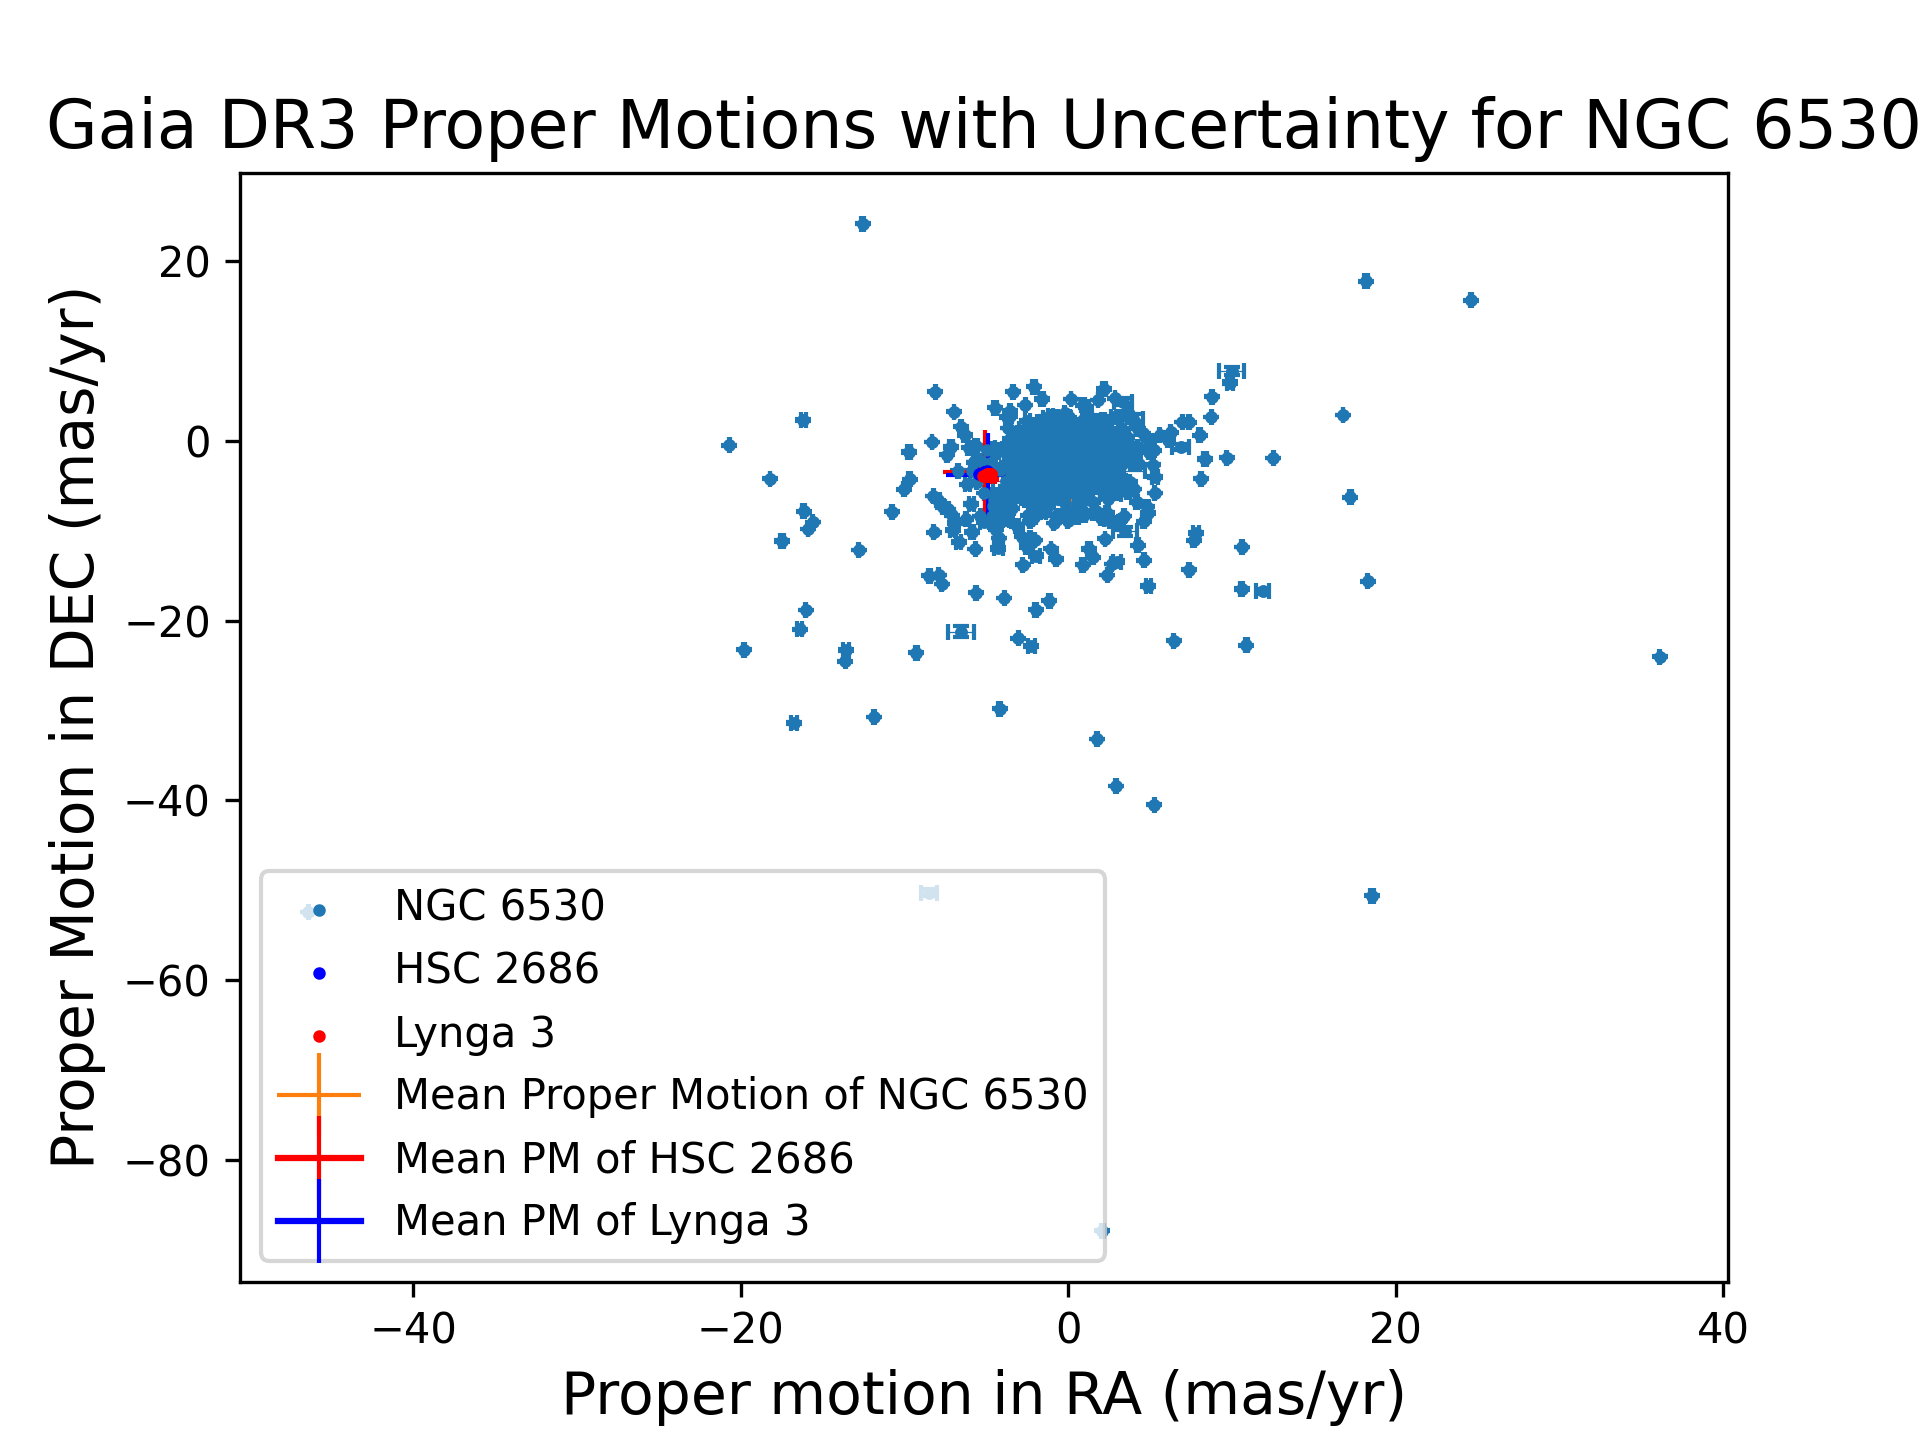 Gaia DR3 Proper Motions with Uncertainty for NGC 6530
Proper Motion in DEC (mas/yr)
20
0
−20
−40
−60
−80
NGC 6530
HSC 2686
Lynga 3
Mean Proper Motion of NGC 6530
Mean PM of HSC 2686
Mean PM of Lynga 3
−40
−20
0
20
40
Proper motion in RA (mas/yr)